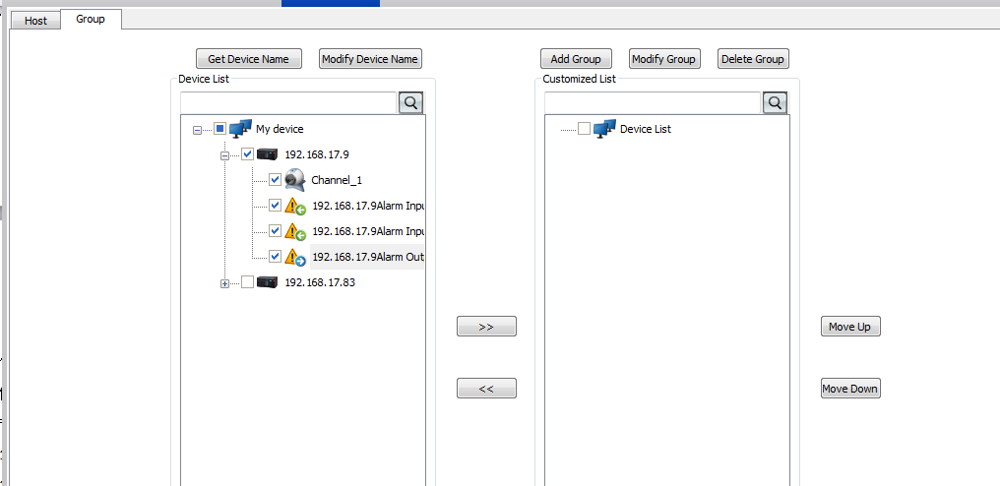 Host Group
Get Device Name Modify Device Name Add Group Modify Group Delete Group
Device List Customized List
My device Device List
192.168.17.9
Channel_1
192.168.17.9Alarm Inpu
192.168.17.9Alarm Inpu
192.168.17.9Alarm Out
192.168.17.83
>> Move Up
<< Move Down